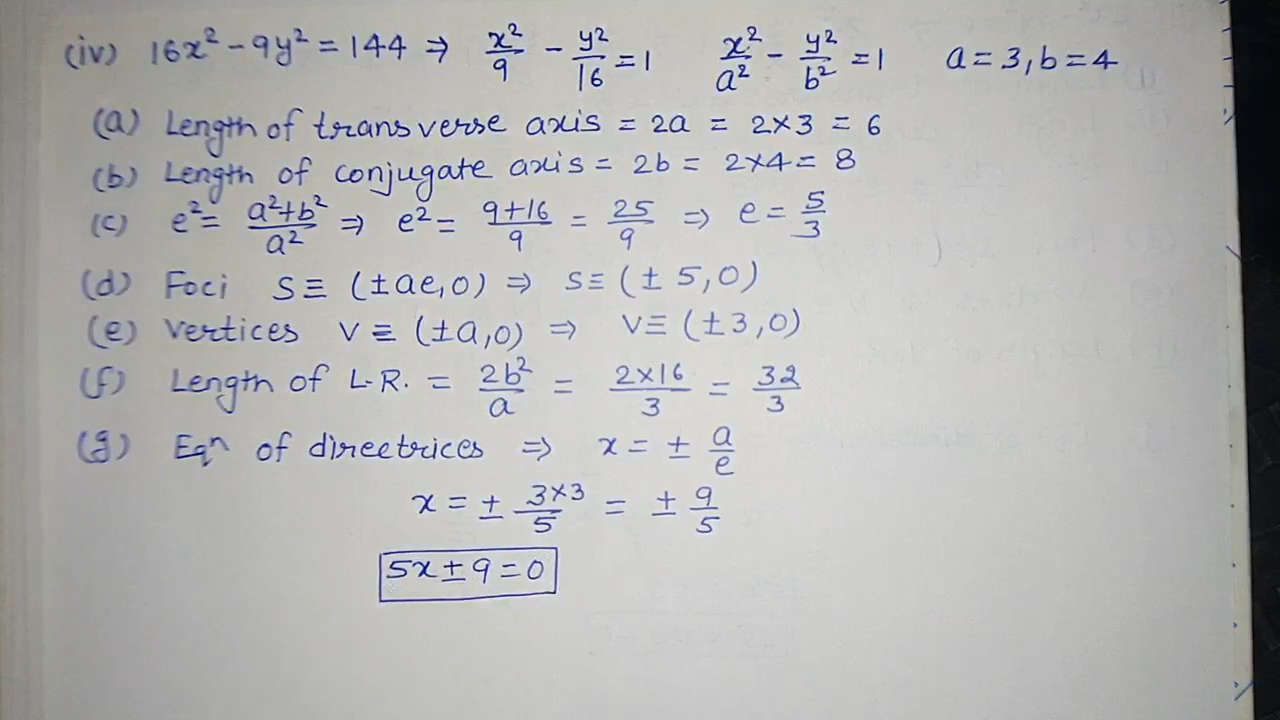 (iv) 16x² - 9y² = 144 ⇒ x²/9 - y²/16 = 1 x²/a² - y²/b² = 1 a = 3, b = 4
(a) Length of transverse axis = 2a = 2×3 = 6
(b) Length of conjugate axis = 2b = 2×4 = 8
(c) e² = a²+b²/a² ⇒ e² = 9+16/9 = 25/9 ⇒ e = 5/3
(d) Foci S ≡ (±ae, 0) ⇒ S ≡ (± 5, 0)
(e) Vertices V ≡ (±a, 0) ⇒ V ≡ (±3, 0)
(f) Length of L.R. = 2b²/a = 2×16/3 = 32/3
(g) Eqⁿ of directrices ⇒ x = ± a/e
x = ± 3×3/5 = ± 9/5
5x ± 9 = 0